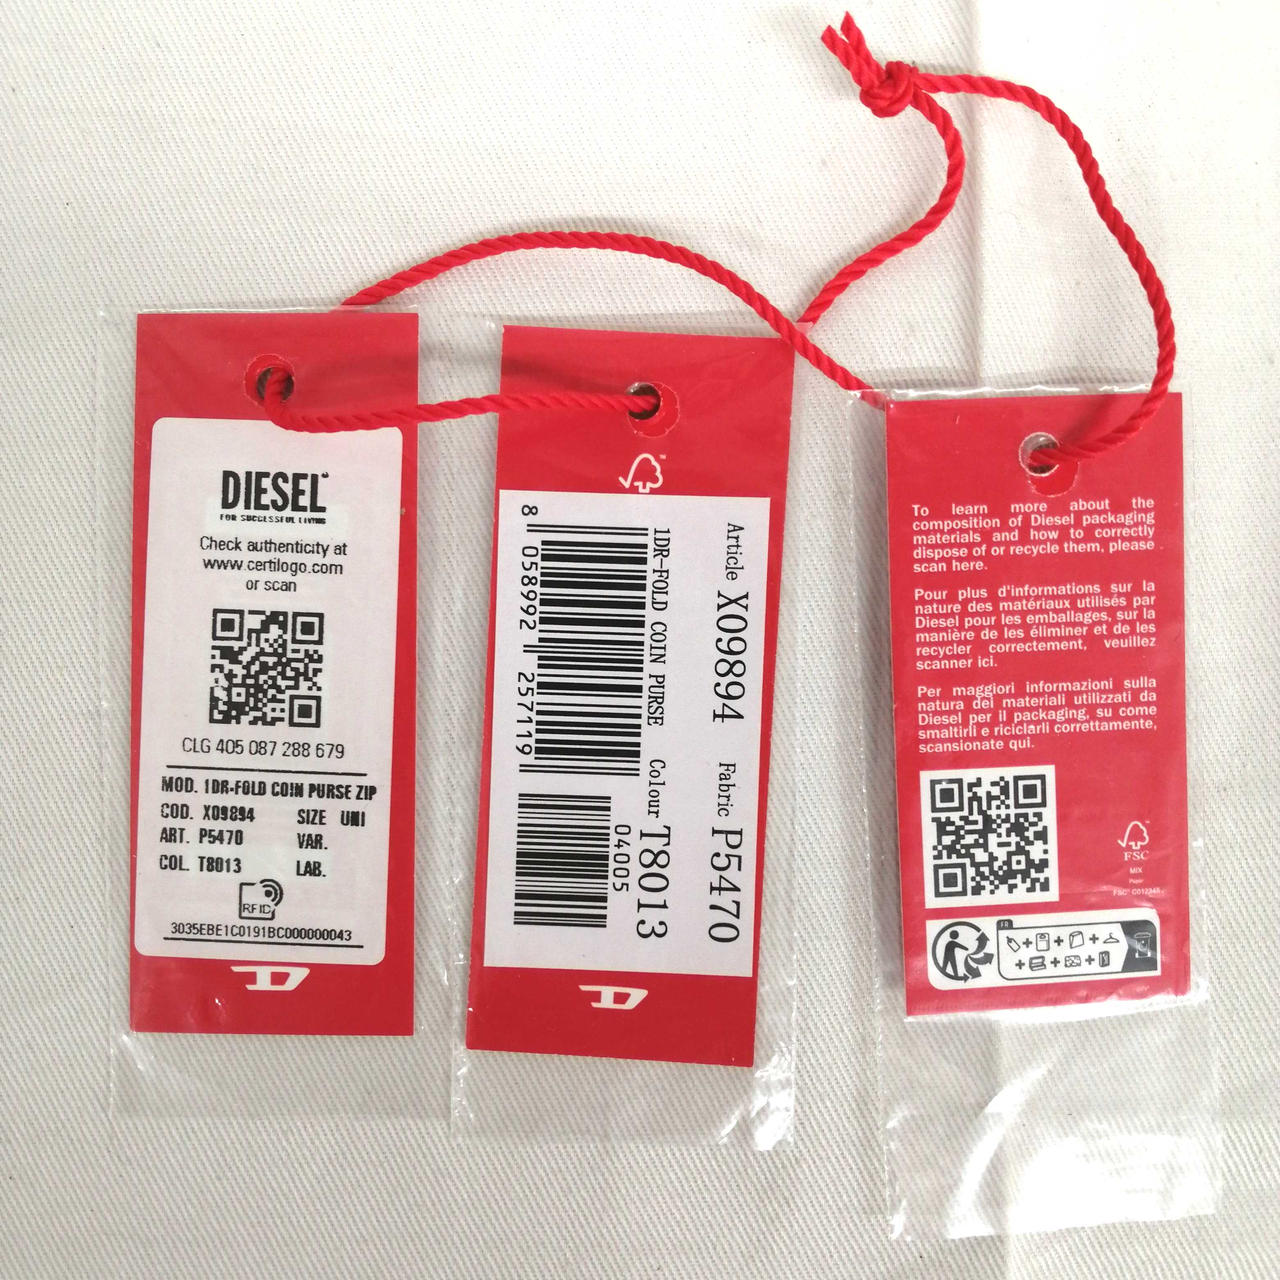 DIESEL
FOR SUCCESSFUL LIVING
Check authenticity at
www.certilogo.com
or scan
CLG 405 087 288 679
MOD. 1DR-FOLD COIN PURSE ZIP
COD. X09894 SIZE UNI
ART. P5470 VAR.
COL. T8013 LAB.
RFID
3035EBE1C0191BC000000043
Article X09894 Fabric P5470
1DR-FOLD COIN PURSE Colour T8013
04005
8 058992 257119
To learn more about the
composition of Diesel packaging
materials and how to correctly
dispose of or recycle them, please
scan here.
Pour plus d'informations sur la
nature des matériaux utilisés par
Diesel pour les emballages, sur la
manière de les éliminer et de les
recycler correctement, veuillez
scanner ici.
Per maggiori informazioni sulla
natura dei materiali utilizzati da
Diesel per il packaging, su come
smaltirli e riciclarli correttamente,
scansionate qui.
FSC
MIX
Paper
FSC® C012345
FR